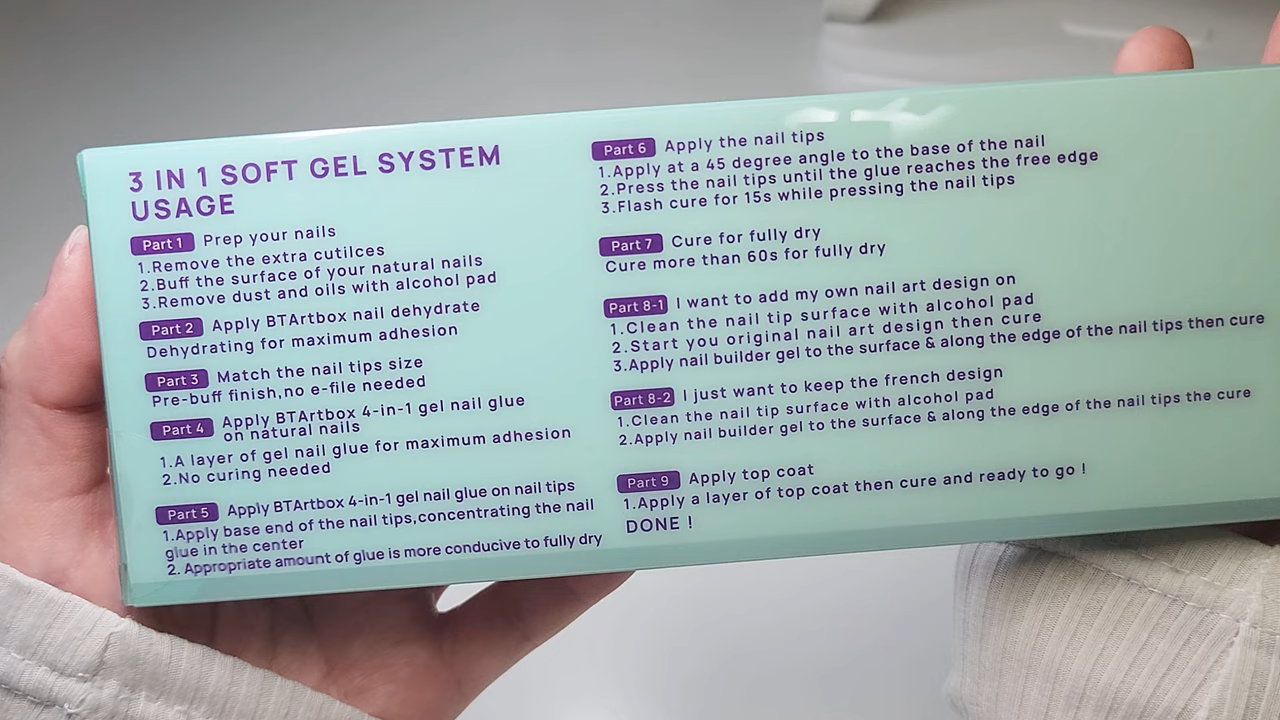 3 IN 1 SOFT GEL SYSTEM
USAGE
Part 1 Prep your nails
1.Remove the extra cutilces
2.Buff the surface of your natural nails
3.Remove dust and oils with alcohol pad
Part 2 Apply BTArtbox nail dehydrate
Dehydrating for maximum adhesion
Part 3 Match the nail tips size
Pre-buff finish,no e-file needed
Part 4 Apply BTArtbox 4-in-1 gel nail glue
on natural nails
1.A layer of gel nail glue for maximum adhesion
2.No curing needed
Part 5 Apply BTArtbox 4-in-1 gel nail glue on nail tips
1.Apply base end of the nail tips,concentrating the nail
glue in the center
2. Appropriate amount of glue is more conducive to fully dry
Part 6 Apply the nail tips
1.Apply at a 45 degree angle to the base of the nail
2.Press the nail tips until the glue reaches the free edge
3.Flash cure for 15s while pressing the nail tips
Part 7 Cure for fully dry
Cure more than 60s for fully dry
Part 8-1 I want to add my own nail art design on
1.Clean the nail tip surface with alcohol pad
2.Start you original nail art design then cure
3.Apply nail builder gel to the surface & along the edge of the nail tips then cure
Part 8-2 I just want to keep the french design
1.Clean the nail tip surface with alcohol pad
2.Apply nail builder gel to the surface & along the edge of the nail tips the cure
Part 9 Apply top coat
1.Apply a layer of top coat then cure and ready to go !
DONE !